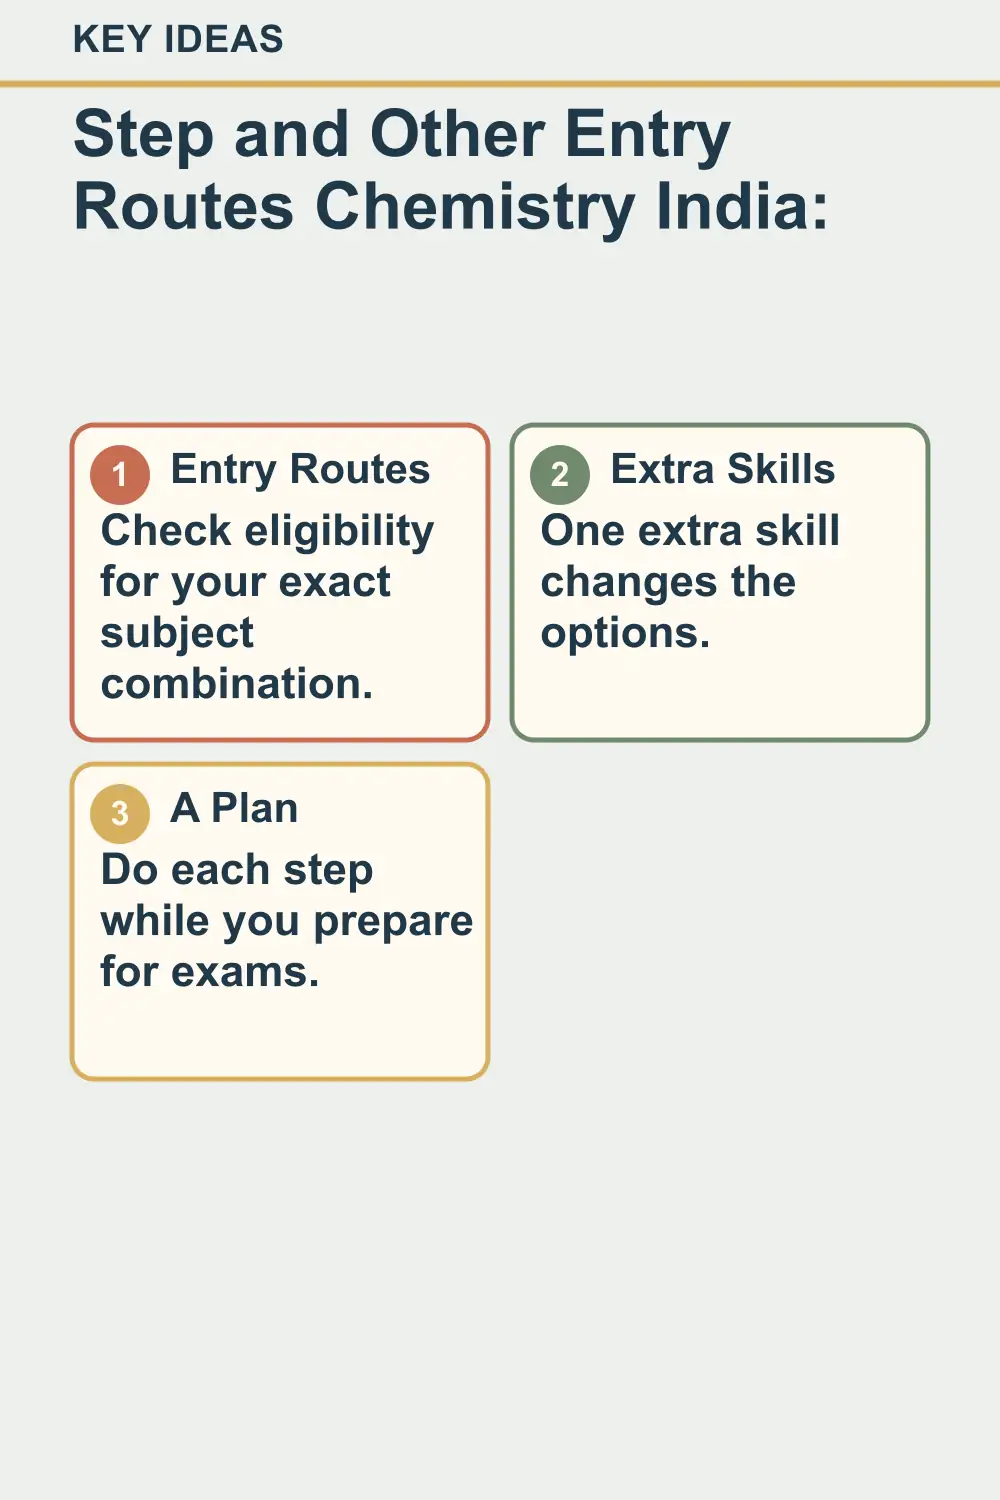 KEY IDEAS
Step and Other Entry
Routes Chemistry India:
1 Entry Routes
Check eligibility
for your exact
subject
combination.
2 Extra Skills
One extra skill
changes the
options.
3 A Plan
Do each step
while you prepare
for exams.